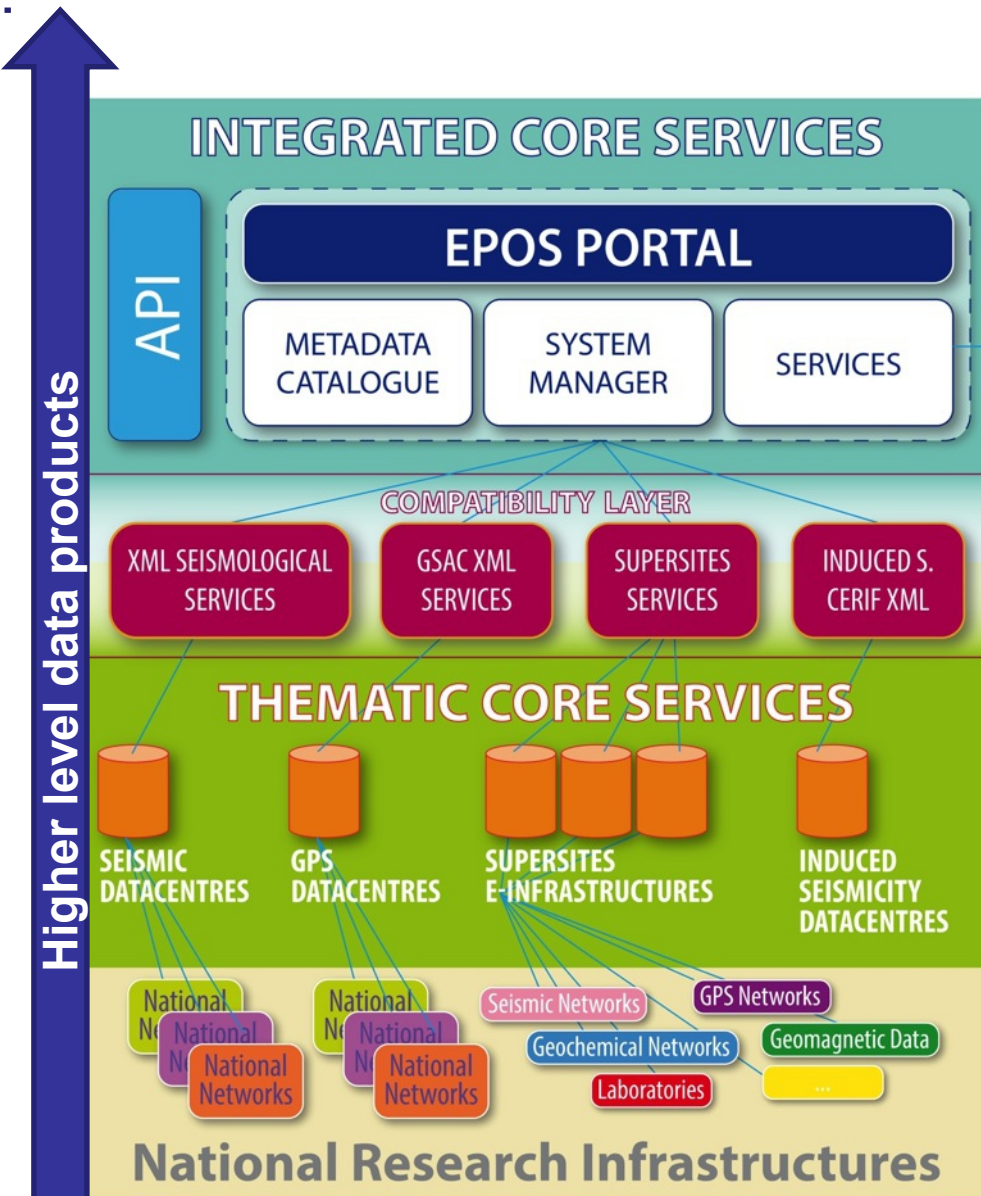 Higher level data products
INTEGRATED CORE SERVICES
API
EPOS PORTAL
METADATA
CATALOGUE
SYSTEM
MANAGER
SERVICES
COMPATIBILITY LAYER
XML SEISMOLOGICAL
SERVICES
GSAC XML
SERVICES
SUPERSITES
SERVICES
INDUCED S.
CERIF XML
THEMATIC CORE SERVICES
SEISMIC
DATACENTRES
GPS
DATACENTRES
SUPERSITES
E-INFRASTRUCTURES
INDUCED
SEISMICITY
DATACENTRES
National
Ne
National
N
National
Networks
National
Ne
National
N
National
Networks
Seismic Networks
GPS Networks
Geochemical Networks
Geomagnetic Data
Laboratories
...
National Research Infrastructures